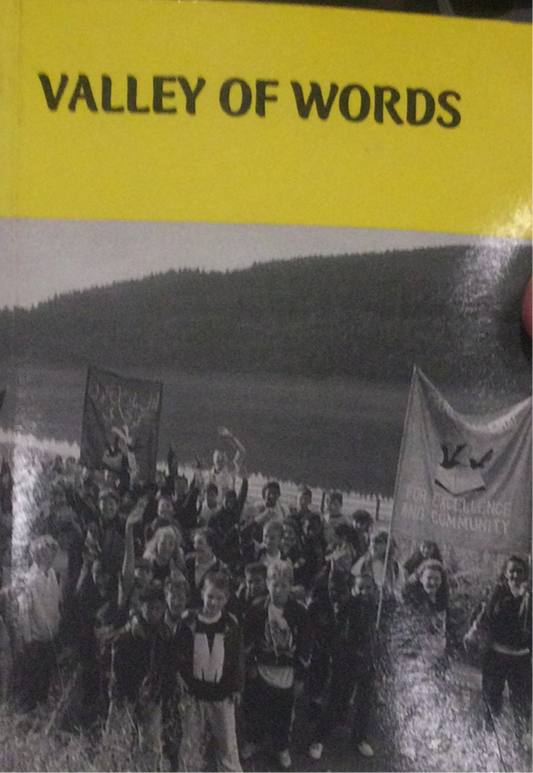 VALLEY OF WORDS
FOR EXCELLENCE
AND COMMUNITY